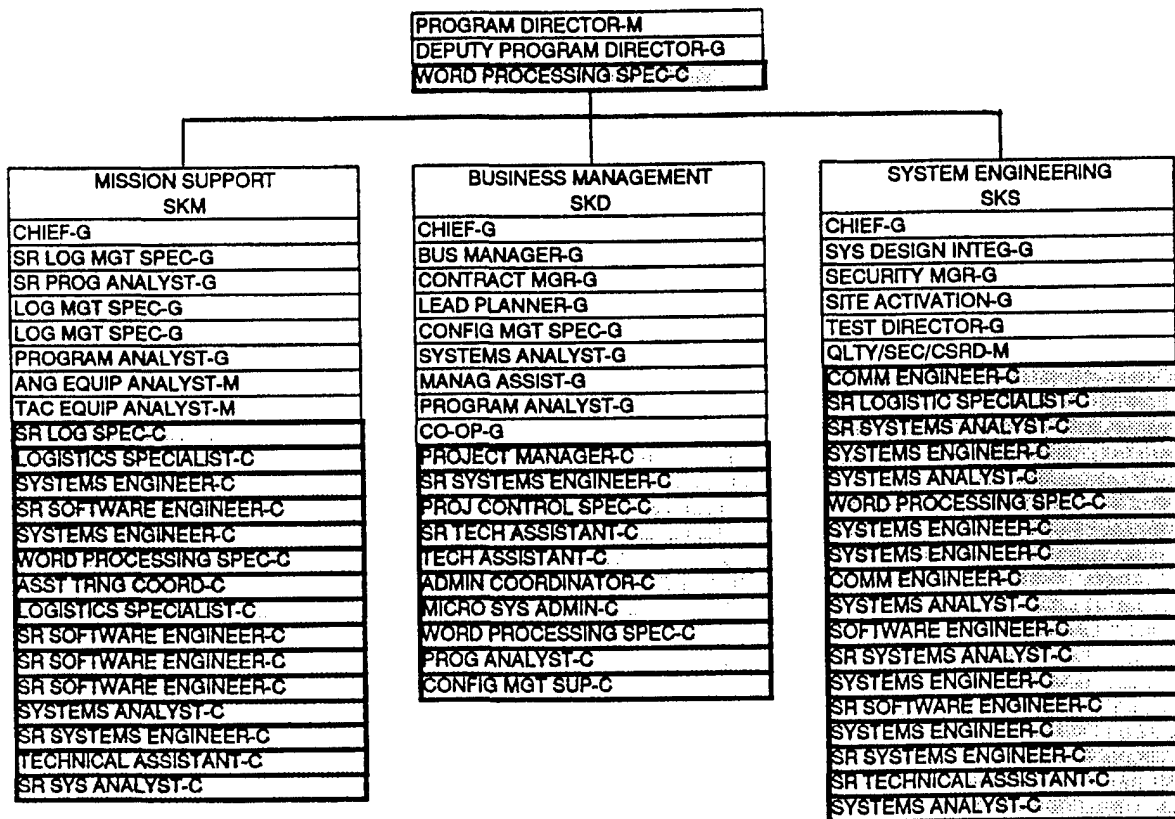 PROGRAM DIRECTOR-M
DEPUTY PROGRAM DIRECTOR-G
WORD PROCESSING SPEC-C
MISSION SUPPORT
SKM
CHIEF-G
SR LOG MGT SPEC-G
SR PROG ANALYST-G
LOG MGT SPEC-G
LOG MGT SPEC-G
PROGRAM ANALYST-G
ANG EQUIP ANALYST-M
TAC EQUIP ANALYST-M
SR LOG SPEC-C
LOGISTICS SPECIALIST-C
SYSTEMS ENGINEER-C
SR SOFTWARE ENGINEER-C
SYSTEMS ENGINEER-C
WORD PROCESSING SPEC-C
ASST TRNG COORD-C
LOGISTICS SPECIALIST-C
SR SOFTWARE ENGINEER-C
SR SOFTWARE ENGINEER-C
SR SOFTWARE ENGINEER-C
SYSTEMS ANALYST-C
SR SYSTEMS ENGINEER-C
TECHNICAL ASSISTANT-C
SR SYS ANALYST-C
BUSINESS MANAGEMENT
SKD
CHIEF-G
BUS MANAGER-G
CONTRACT MGR-G
LEAD PLANNER-G
CONFIG MGT SPEC-G
SYSTEMS ANALYST-G
MANAG ASSIST-G
PROGRAM ANALYST-G
CO-OP-G
PROJECT MANAGER-C
SR SYSTEMS ENGINEER-C
PROJ CONTROL SPEC-C
SR TECH ASSISTANT-C
TECH ASSISTANT-C
ADMIN COORDINATOR-C
MICRO SYS ADMIN-C
WORD PROCESSING SPEC-C
PROG ANALYST-C
CONFIG MGT SUP-C
SYSTEM ENGINEERING
SKS
CHIEF-G
SYS DESIGN INTEG-G
SECURITY MGR-G
SITE ACTIVATION-G
TEST DIRECTOR-G
QLTY/SEC/CSRD-M
COMM ENGINEER-C
SR LOGISTIC SPECIALIST-C
SR SYSTEMS ANALYST-C
SYSTEMS ENGINEER-C
SYSTEMS ANALYST-C
WORD PROCESSING SPEC-C
SYSTEMS ENGINEER-C
SYSTEMS ENGINEER-C
COMM ENGINEER-C
SYSTEMS ANALYST-C
SOFTWARE ENGINEER-C
SR SYSTEMS ANALYST-C
SYSTEMS ENGINEER-C
SR SOFTWARE ENGINEER-C
SYSTEMS ENGINEER-C
SR SYSTEMS ENGINEER-C
SR TECHNICAL ASSISTANT-C
SYSTEMS ANALYST-C